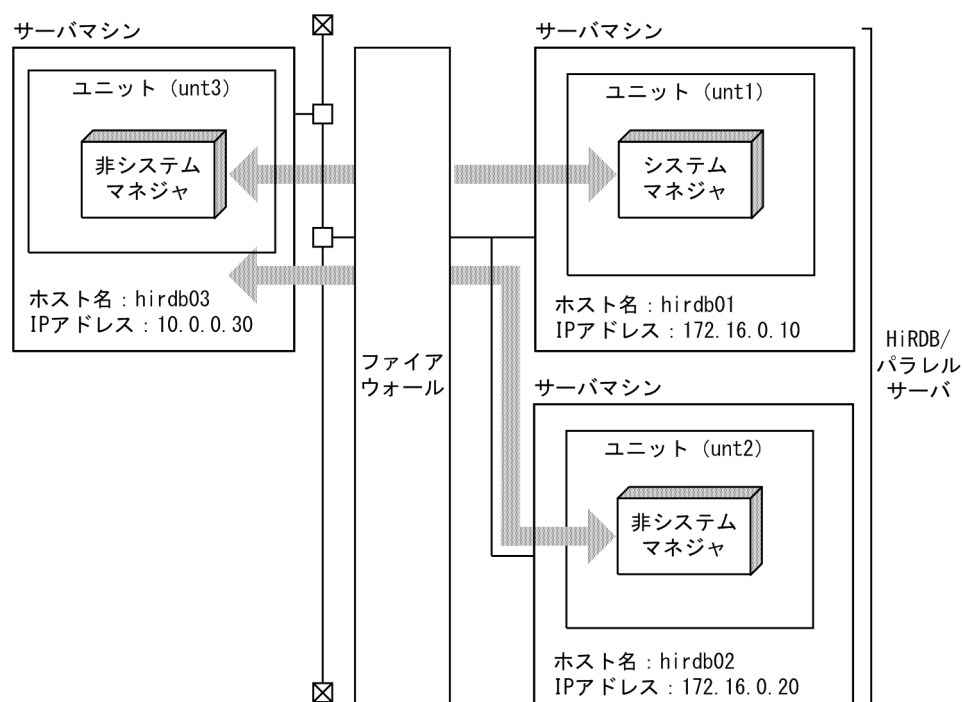 サーバマシン
ユニット (unt3)
非システム
マネジャ
ホスト名：hirdb03
IPアドレス：10.0.0.30
ファイア
ウォール
サーバマシン
ユニット (unt1)
システム
マネジャ
ホスト名：hirdb01
IPアドレス：172.16.0.10
サーバマシン
ユニット (unt2)
非システム
マネジャ
ホスト名：hirdb02
IPアドレス：172.16.0.20
HiRDB/
パラレル
サーバ